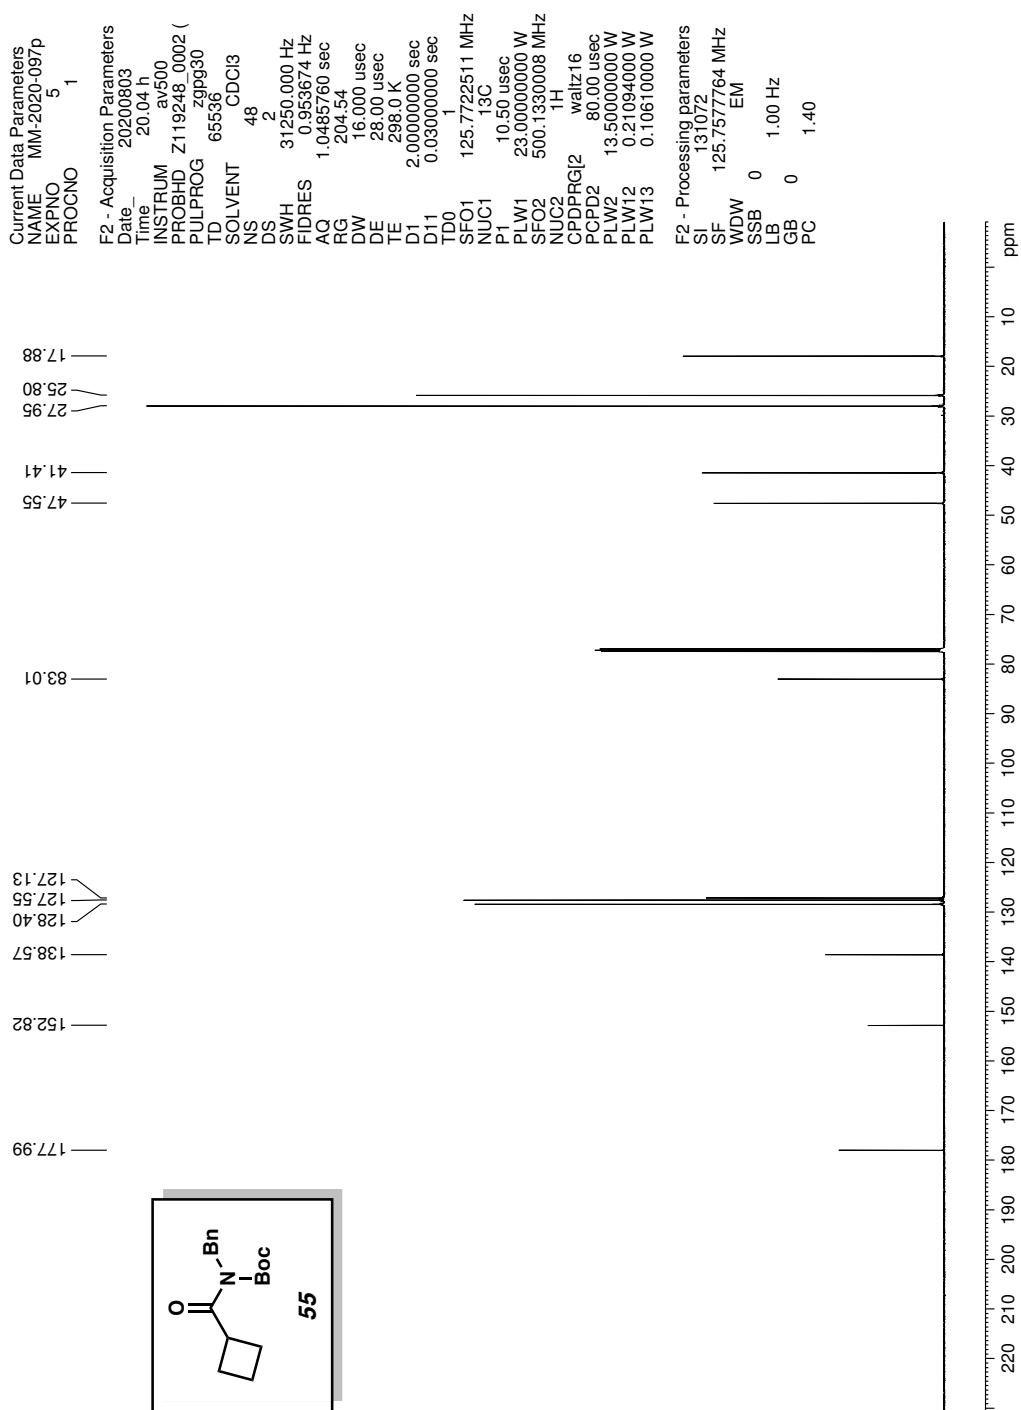 Current Data Parameters
NAME MM-2020-097p
EXPNO 5
PROCNO 1
F2 - Acquisition Parameters
Date_ 20200803
Time 20.04 h
INSTRUM av500
PROBHD Z119248_0002 (
PULPROG zgpg30
TD 65536
SOLVENT CDCl3
NS 48
DS 2
SWH 31250.000 Hz
FIDRES 0.953674 Hz
AQ 1.0485760 sec
RG 204.54
DW 16.000 usec
DE 28.00 usec
TE 298.0 K
D1 2.00000000 sec
D11 0.03000000 sec
TD0 1
SFO1 125.7722511 MHz
NUC1 13C
P1 10.50 usec
PLW1 23.00000000 W
SFO2 500.1330008 MHz
NUC2 1H
CPDPRG[2 waltz16
PCPD2 80.00 usec
PLW2 13.50000000 W
PLW12 0.21094000 W
PLW13 0.10610000 W
F2 - Processing parameters
SI 131072
SF 125.7577764 MHz
WDW EM
SSB 0
LB 1.00 Hz
GB 0
PC 1.40
177.99
152.82
138.57
128.40
127.55
127.13
83.01
47.55
41.41
27.95
25.80
17.88
O
N
Bn
Boc
55
220 210 200 190 180 170 160 150 140 130 120 110 100 90 80 70 60 50 40 30 20 10 ppm